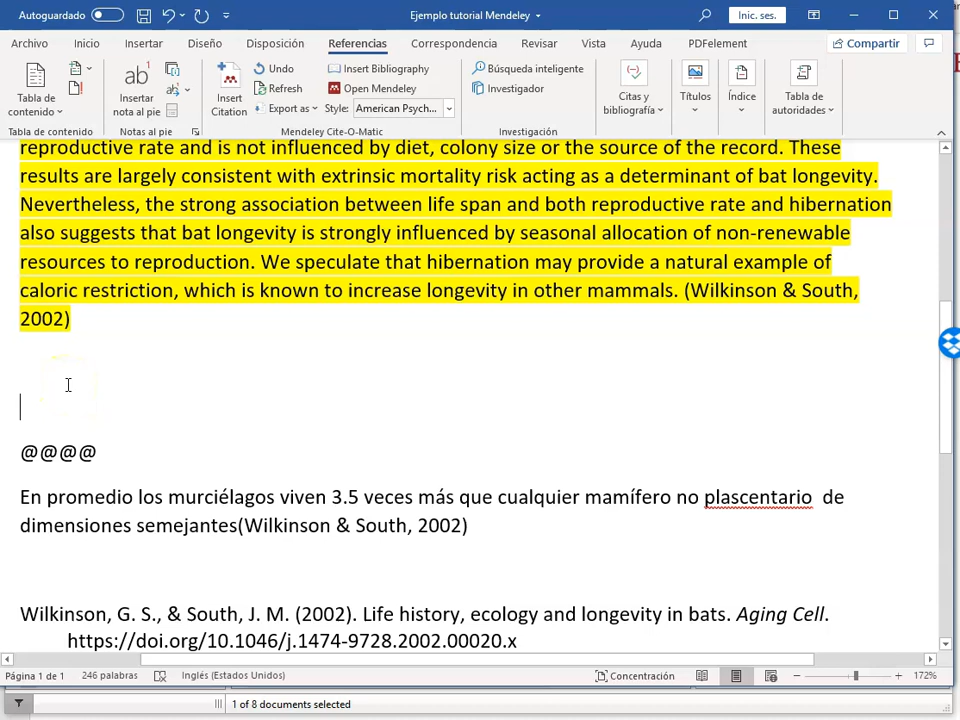 Autoguardado
Ejemplo tutorial Mendeley
Inic. ses.
Archivo Inicio Insertar Diseño Disposición Referencias Correspondencia Revisar Vista Ayuda PDFelement Compartir
Tabla de contenido
Tabla de contenido
ab
Insertar nota al pie
ab
Notas al pie
Insert Citation
Undo
Refresh
Export as
Insert Bibliography
Open Mendeley
Style: American Psych...
Mendeley Cite-O-Matic
Búsqueda inteligente
Investigador
Investigación
Citas y bibliografía
Títulos
Índice
Tabla de autoridades
reproductive rate and is not influenced by diet, colony size or the source of the record. These
results are largely consistent with extrinsic mortality risk acting as a determinant of bat longevity.
Nevertheless, the strong association between life span and both reproductive rate and hibernation
also suggests that bat longevity is strongly influenced by seasonal allocation of non-renewable
resources to reproduction. We speculate that hibernation may provide a natural example of
caloric restriction, which is known to increase longevity in other mammals. (Wilkinson & South,
2002)
@@@@
En promedio los murciélagos viven 3.5 veces más que cualquier mamífero no plascentario de
dimensiones semejantes(Wilkinson & South, 2002)
Wilkinson, G. S., & South, J. M. (2002). Life history, ecology and longevity in bats. Aging Cell.
https://doi.org/10.1046/j.1474-9728.2002.00020.x
Página 1 de 1 246 palabras Inglés (Estados Unidos) Concentración 172%
1 of 8 documents selected